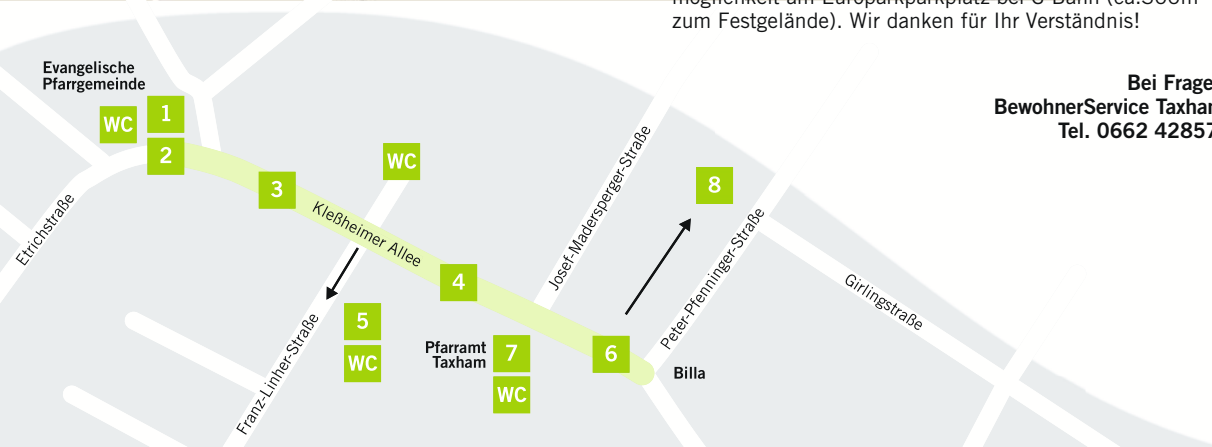 zum Festgelände). Wir danken für Ihr Verständnis!
Bei Frage
BewohnerService Taxha
Tel. 0662 42857
Evangelische
Pfarrgemeinde
WC
1
2
3
WC
8
Etrichstraße
Kleßheimer Allee
Josef-Madersperger-Straße
Peter-Pfenninger-Straße
Girlingstraße
4
5
WC
Franz-Linher-Straße
Pfarramt
Taxham
7
WC
6
Billa